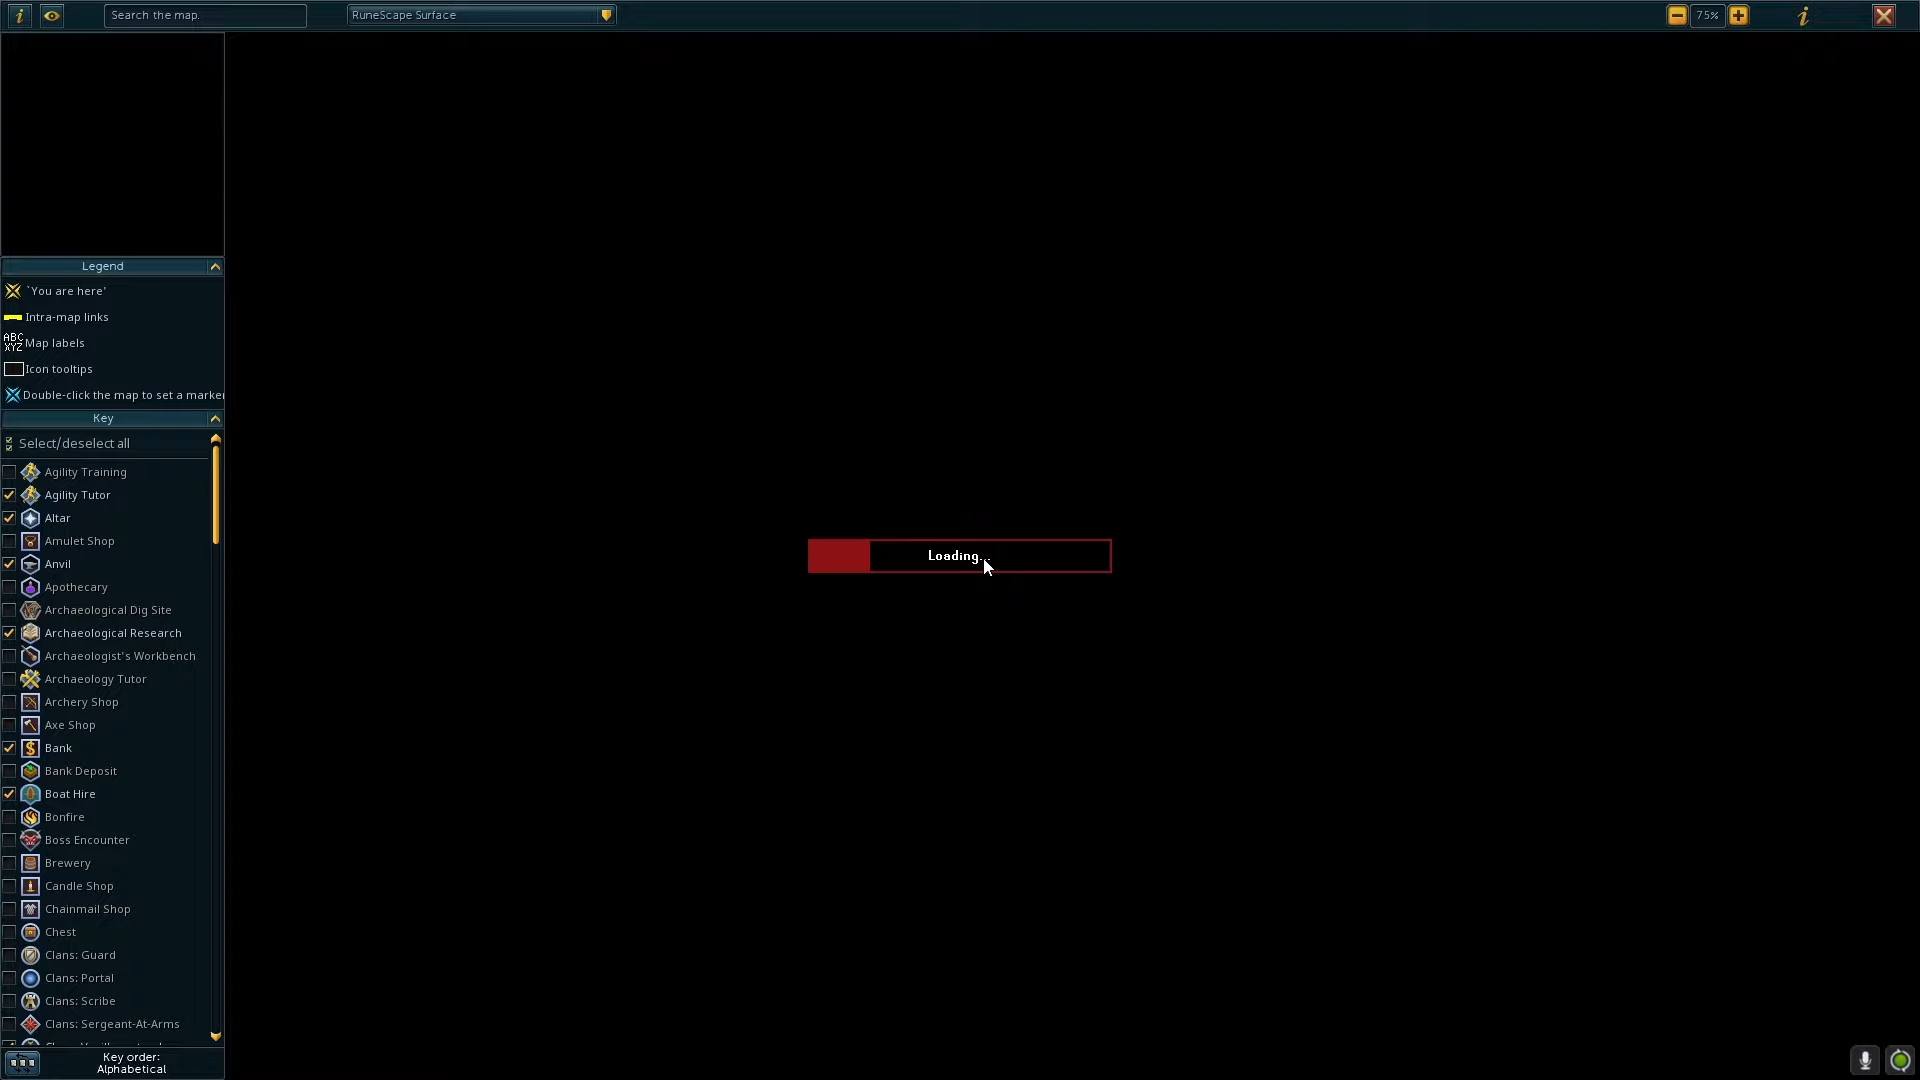 Search the map.
RuneScape Surface
75%
Legend
`You are here'
Intra-map links
ABC
XYZ
Map labels
Icon tooltips
Double-click the map to set a marker
Key
Select/deselect all
Agility Training
Agility Tutor
Altar
Amulet Shop
Anvil
Apothecary
Archaeological Dig Site
Archaeological Research
Archaeologist's Workbench
Archaeology Tutor
Archery Shop
Axe Shop
Bank
Bank Deposit
Boat Hire
Bonfire
Boss Encounter
Brewery
Candle Shop
Chainmail Shop
Chest
Clans: Guard
Clans: Portal
Clans: Scribe
Clans: Sergeant-At-Arms
Key order:
Alphabetical
Loading...